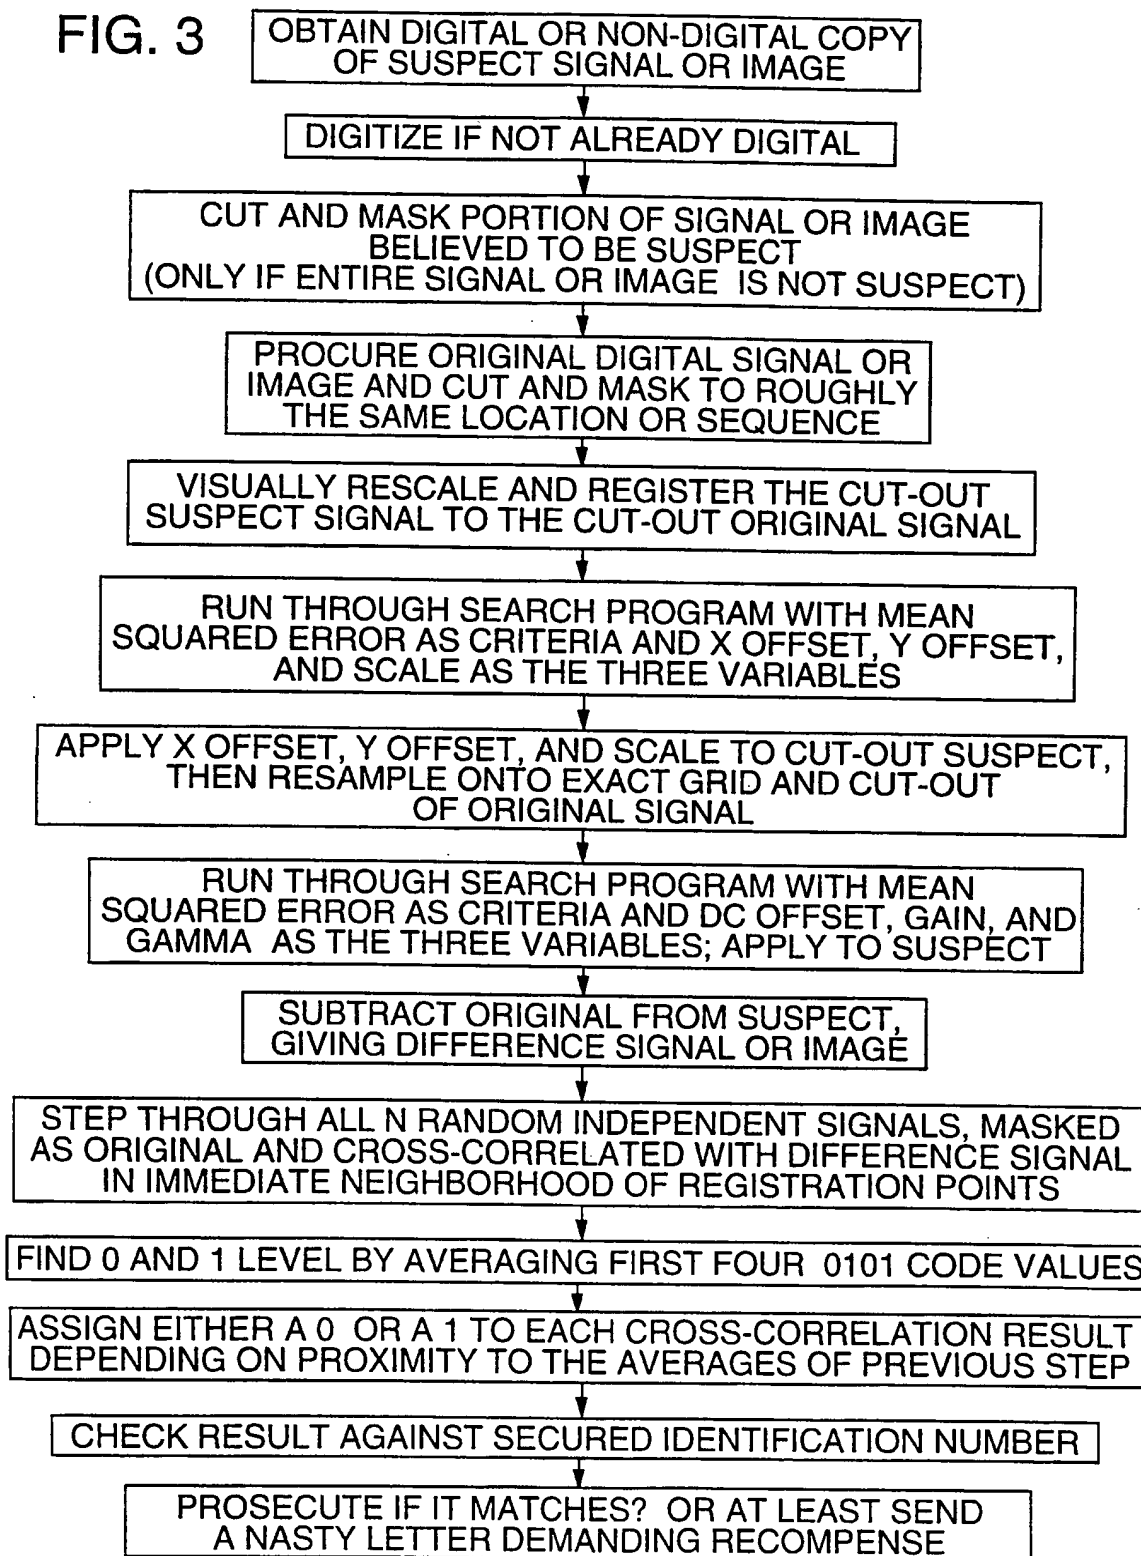 FIG. 3
OBTAIN DIGITAL OR NON-DIGITAL COPY
OF SUSPECT SIGNAL OR IMAGE
DIGITIZE IF NOT ALREADY DIGITAL
CUT AND MASK PORTION OF SIGNAL OR IMAGE
BELIEVED TO BE SUSPECT
(ONLY IF ENTIRE SIGNAL OR IMAGE IS NOT SUSPECT)
PROCURE ORIGINAL DIGITAL SIGNAL OR
IMAGE AND CUT AND MASK TO ROUGHLY
THE SAME LOCATION OR SEQUENCE
VISUALLY RESCALE AND REGISTER THE CUT-OUT
SUSPECT SIGNAL TO THE CUT-OUT ORIGINAL SIGNAL
RUN THROUGH SEARCH PROGRAM WITH MEAN
SQUARED ERROR AS CRITERIA AND X OFFSET, Y OFFSET,
AND SCALE AS THE THREE VARIABLES
APPLY X OFFSET, Y OFFSET, AND SCALE TO CUT-OUT SUSPECT,
THEN RESAMPLE ONTO EXACT GRID AND CUT-OUT
OF ORIGINAL SIGNAL
RUN THROUGH SEARCH PROGRAM WITH MEAN
SQUARED ERROR AS CRITERIA AND DC OFFSET, GAIN, AND
GAMMA AS THE THREE VARIABLES; APPLY TO SUSPECT
SUBTRACT ORIGINAL FROM SUSPECT,
GIVING DIFFERENCE SIGNAL OR IMAGE
STEP THROUGH ALL N RANDOM INDEPENDENT SIGNALS, MASKED
AS ORIGINAL AND CROSS-CORRELATED WITH DIFFERENCE SIGNAL
IN IMMEDIATE NEIGHBORHOOD OF REGISTRATION POINTS
FIND 0 AND 1 LEVEL BY AVERAGING FIRST FOUR 0101 CODE VALUES
ASSIGN EITHER A 0 OR A 1 TO EACH CROSS-CORRELATION RESULT
DEPENDING ON PROXIMITY TO THE AVERAGES OF PREVIOUS STEP
CHECK RESULT AGAINST SECURED IDENTIFICATION NUMBER
PROSECUTE IF IT MATCHES? OR AT LEAST SEND
A NASTY LETTER DEMANDING RECOMPENSE